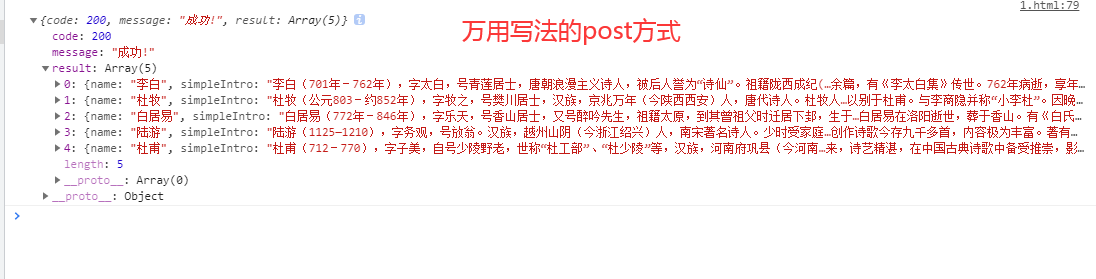 1.html:79
▼{code: 200, message: "成功!", result: Array(5)} i
万用写法的post方式
code: 200
message: "成功!"
▼result: Array(5)
▶0: {name: "李白", simpleIntro: "李白（701年－762年），字太白，号青莲居士，唐朝浪漫主义诗人，被后人誉为“诗仙”。祖籍陇西成纪(…余篇，有《李太白集》传世。762年病逝，享年…
▶1: {name: "杜牧", simpleIntro: "杜牧（公元803－约852年），字牧之，号樊川居士，汉族，京兆万年（今陕西西安）人，唐代诗人。杜牧人…以别于杜甫。与李商隐并称“小李杜”。因晚…
▶2: {name: "白居易", simpleIntro: "白居易（772年－846年），字乐天，号香山居士，又号醉吟先生，祖籍太原，到其曾祖父时迁居下邽，生于…白居易在洛阳逝世，葬于香山。有《白氏…
▶3: {name: "陆游", simpleIntro: "陆游（1125—1210），字务观，号放翁。汉族，越州山阴（今浙江绍兴）人，南宋著名诗人。少时受家庭…创作诗歌今存九千多首，内容极为丰富。著有…
▶4: {name: "杜甫", simpleIntro: "杜甫（712－770），字子美，自号少陵野老，世称“杜工部”、“杜少陵”等，汉族，河南府巩县（今河南…来，诗艺精湛，在中国古典诗歌中备受推崇，影…
length: 5
▶__proto__: Array(0)
▶__proto__: Object